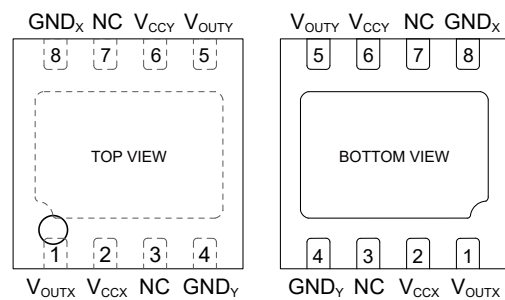 GNDX NC VCCY VOUTY
8 7 6 5
TOP VIEW
1 2 3 4
VOUTX VCCX NC GNDY
VOUTY VCCY NC GNDX
5 6 7 8
BOTTOM VIEW
4 3 2 1
GNDY NC VCCX VOUTX